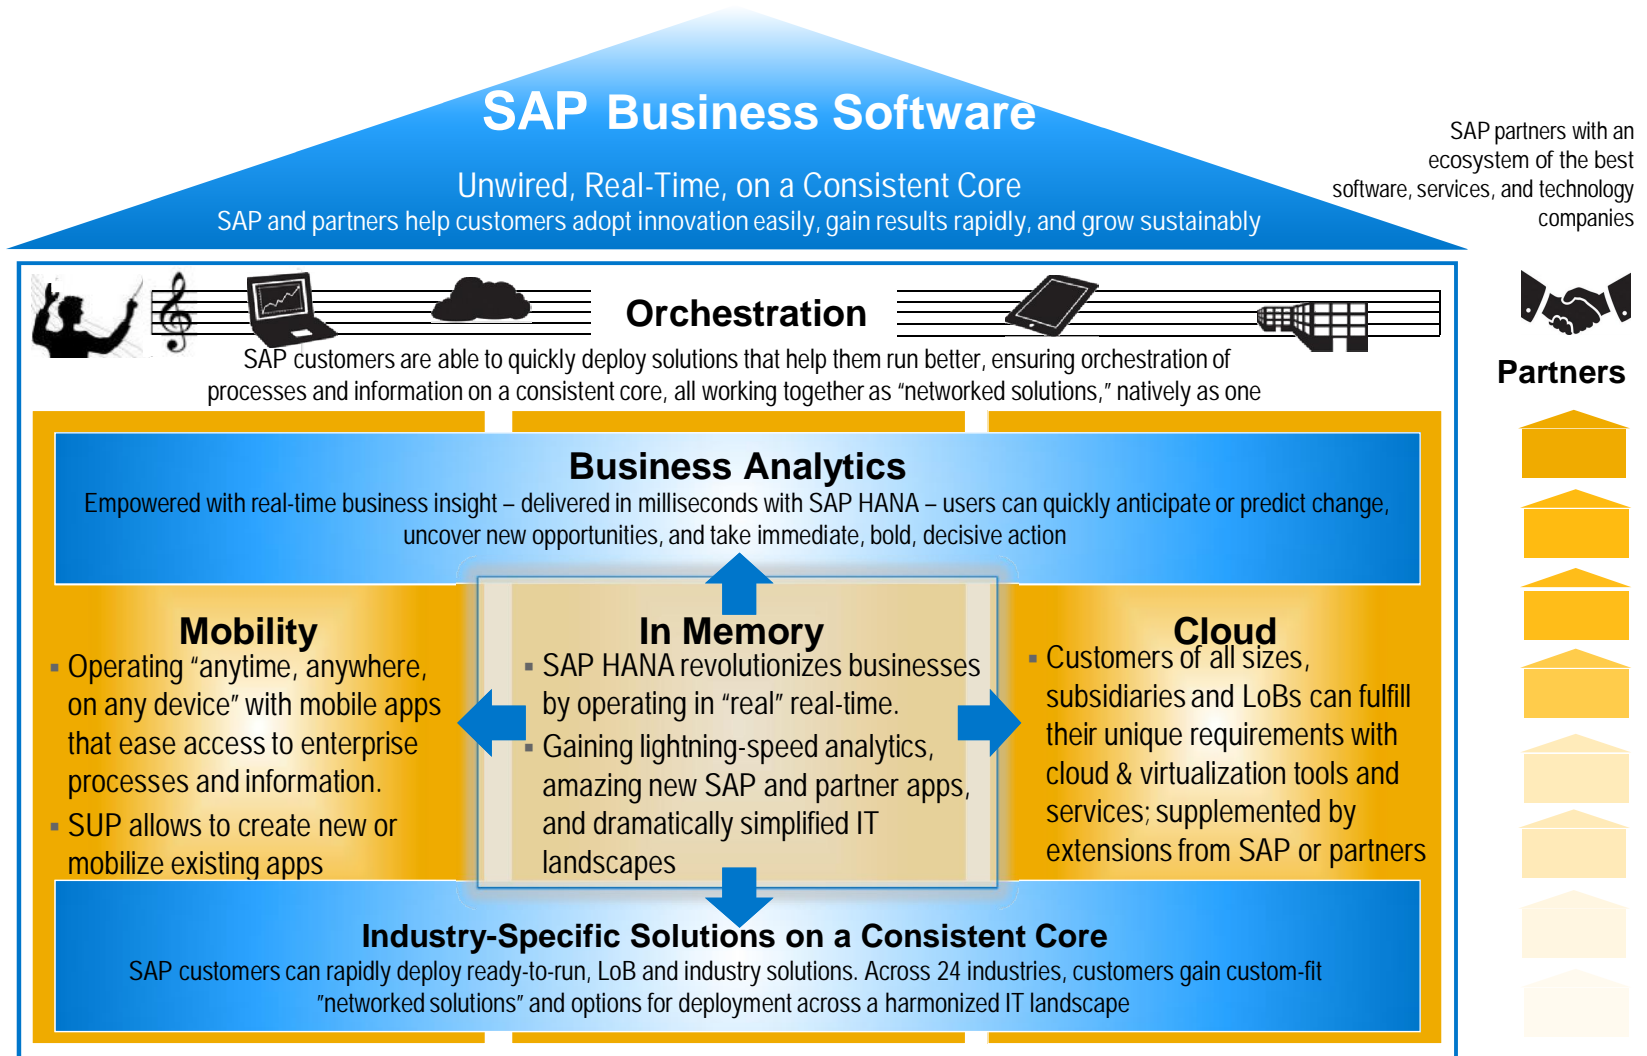 SAP Business Software
Unwired, Real-Time, on a Consistent Core
SAP and partners help customers adopt innovation easily, gain results rapidly, and grow sustainably
SAP partners with an
ecosystem of the best
software, services, and technology
companies
Orchestration
SAP customers are able to quickly deploy solutions that help them run better, ensuring orchestration of
processes and information on a consistent core, all working together as “networked solutions,” natively as one
Partners
Business Analytics
Empowered with real-time business insight – delivered in milliseconds with SAP HANA – users can quickly anticipate or predict change,
uncover new opportunities, and take immediate, bold, decisive action
Mobility
▪ Operating “anytime, anywhere,
on any device” with mobile apps
that ease access to enterprise
processes and information.
▪ SUP allows to create new or
mobilize existing apps
In Memory
▪ SAP HANA revolutionizes businesses
by operating in “real” real-time.
▪ Gaining lightning-speed analytics,
amazing new SAP and partner apps,
and dramatically simplified IT
landscapes
Cloud
▪ Customers of all sizes,
subsidiaries and LoBs can fulfill
their unique requirements with
cloud & virtualization tools and
services; supplemented by
extensions from SAP or partners
Industry-Specific Solutions on a Consistent Core
SAP customers can rapidly deploy ready-to-run, LoB and industry solutions. Across 24 industries, customers gain custom-fit
"networked solutions" and options for deployment across a harmonized IT landscape